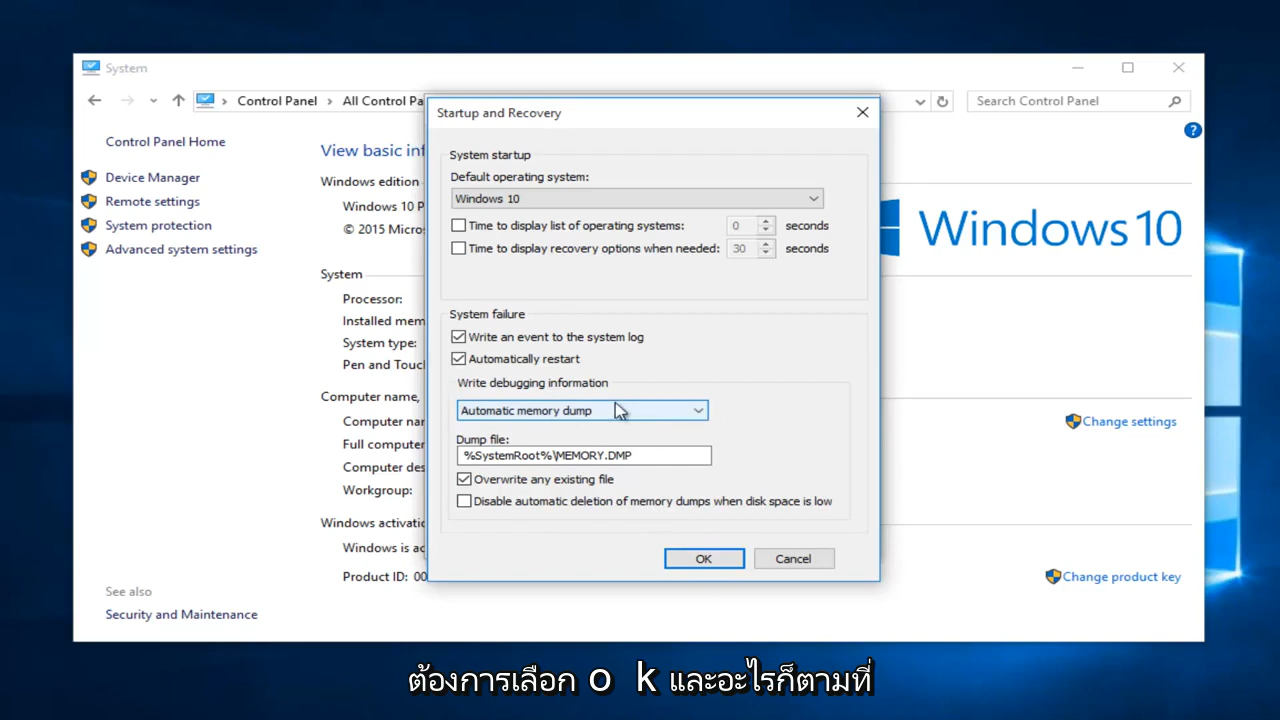 System
Control Panel > All Control Pa
Search Control Panel
Startup and Recovery
Control Panel Home
Device Manager
Remote settings
System protection
Advanced system settings
See also
Security and Maintenance
View basic inf
Windows edition
Windows 10 P
© 2015 Micros
System
Processor:
Installed mem
System type:
Pen and Touc
Computer name,
Computer nar
Full computer
Computer des
Workgroup:
Windows activati
Windows is ac
Product ID: 00
System startup
Default operating system:
Windows 10
Time to display list of operating systems: 0 seconds
Time to display recovery options when needed: 30 seconds
System failure
Write an event to the system log
Automatically restart
Write debugging information
Automatic memory dump
Dump file:
%SystemRoot%\MEMORY.DMP
Overwrite any existing file
Disable automatic deletion of memory dumps when disk space is low
OK Cancel
Windows 10
Change settings
Change product key
ต้องการเลือก o k และอะไรก็ตามที่